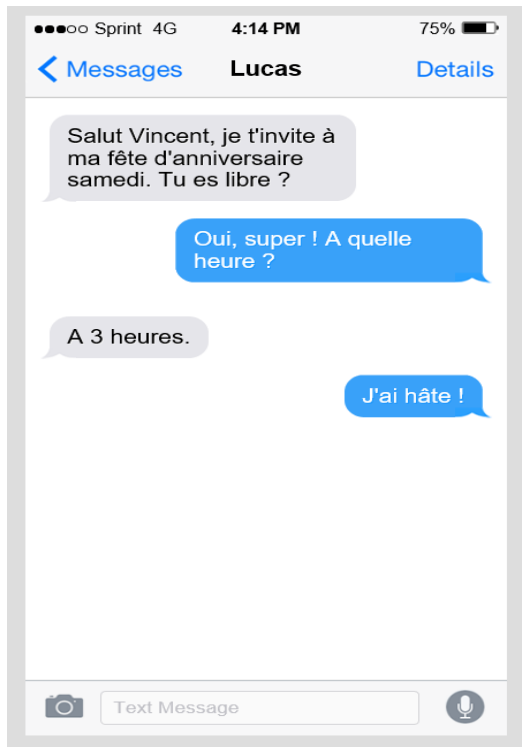 Sprint 4G 4:14 PM 75%
Messages Lucas Details
Salut Vincent, je t'invite à
ma fête d'anniversaire
samedi. Tu es libre ?
Oui, super ! A quelle
heure ?
A 3 heures.
J'ai hâte !
Text Message